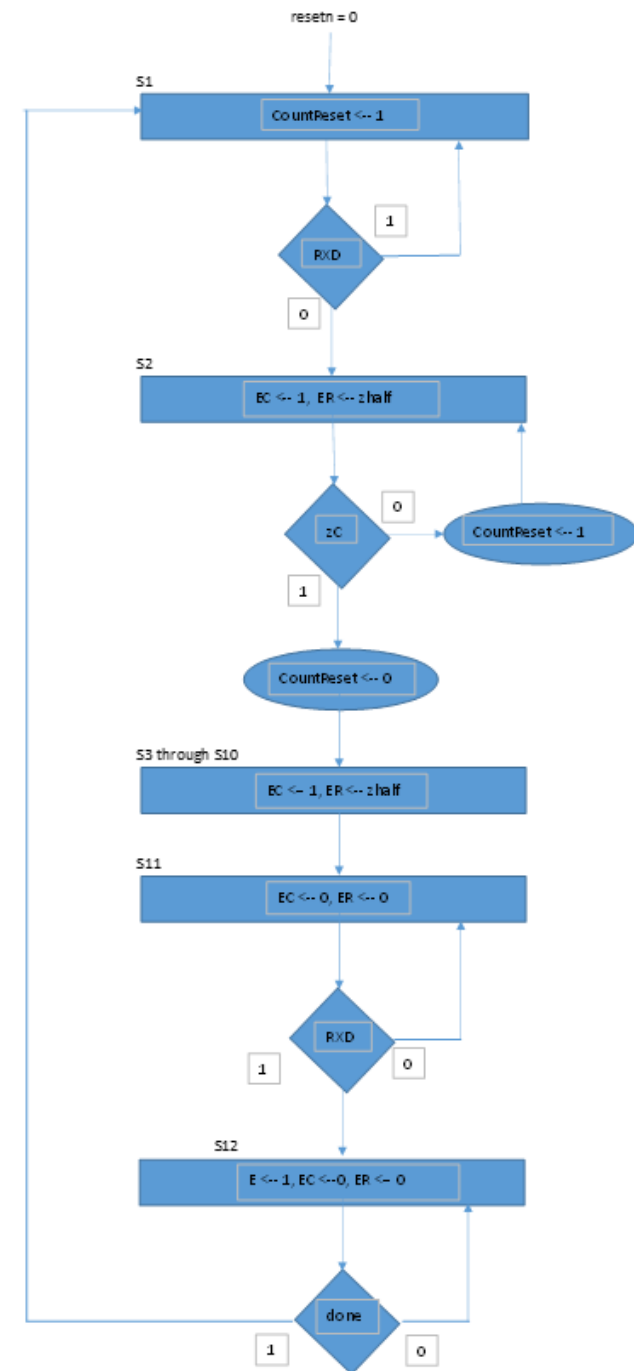 resetn = 0
S1
CountReset <-- 1
1
RXD
0
S2
EC <-- 1, ER <-- zhalf
0
zC
CountReset <-- 1
1
CountReset <-- 0
S3 through S10
EC <-- 1, ER <-- zhalf
S11
EC <-- 0, ER <-- 0
RXD
1
0
S12
E <-- 1, EC <--0, ER <-- 0
done
1
0